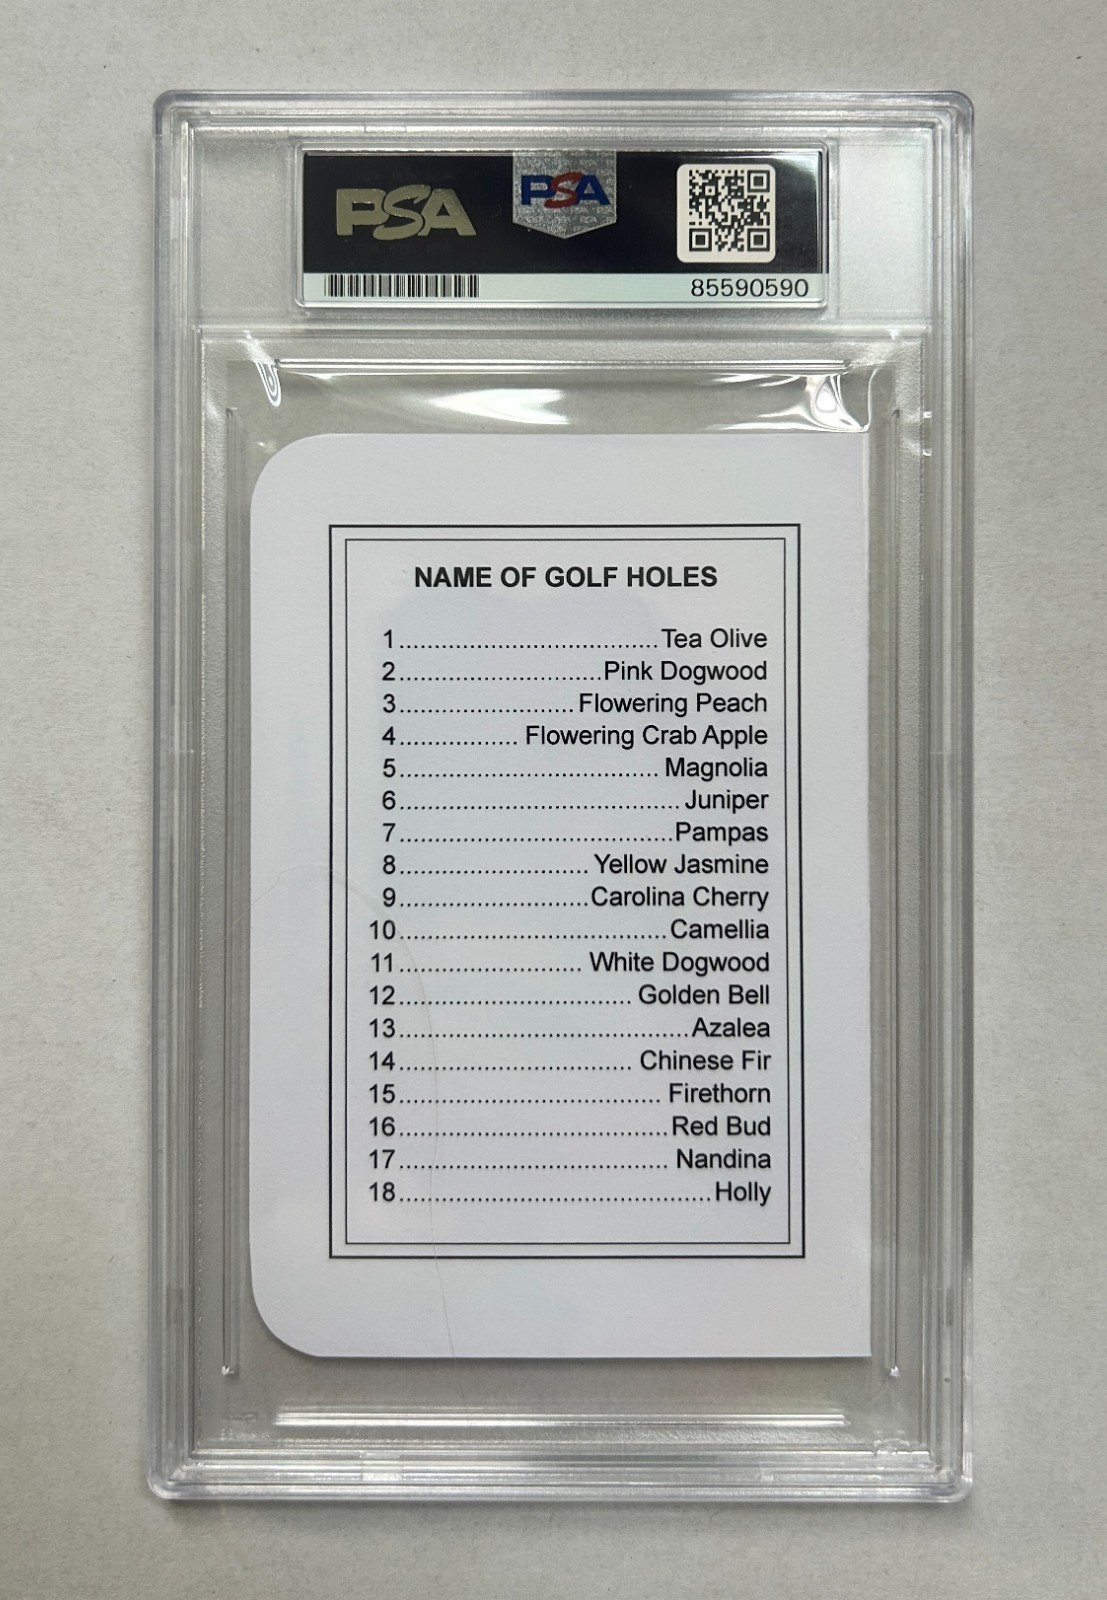 PSA PSA
85590590
NAME OF GOLF HOLES
1.....................................Tea Olive
2.............................Pink Dogwood
3......................... Flowering Peach
4................. Flowering Crab Apple
5..................................... Magnolia
6........................................ Juniper
7.......................................Pampas
8........................... Yellow Jasmine
9...........................Carolina Cherry
10......................................Camellia
11.......................... White Dogwood
12................................. Golden Bell
13.........................................Azalea
14................................. Chinese Fir
15..................................... Firethorn
16......................................Red Bud
17...................................... Nandina
18............................................Holly